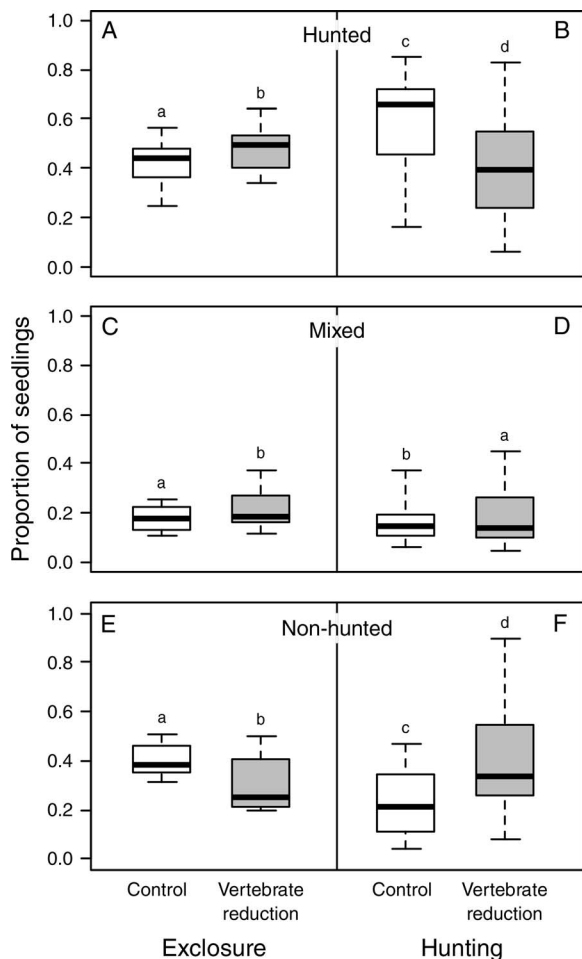 A
Hunted
B
1.0
0.8
0.6
0.4
0.2
0.0
a
b
c
d
C
Mixed
D
1.0
0.8
0.6
0.4
0.2
0.0
a
b
b
a
Proportion of seedlings
E
Non-hunted
F
1.0
0.8
0.6
0.4
0.2
0.0
a
b
c
d
Control
Vertebrate
reduction
Control
Vertebrate
reduction
Exclosure
Hunting